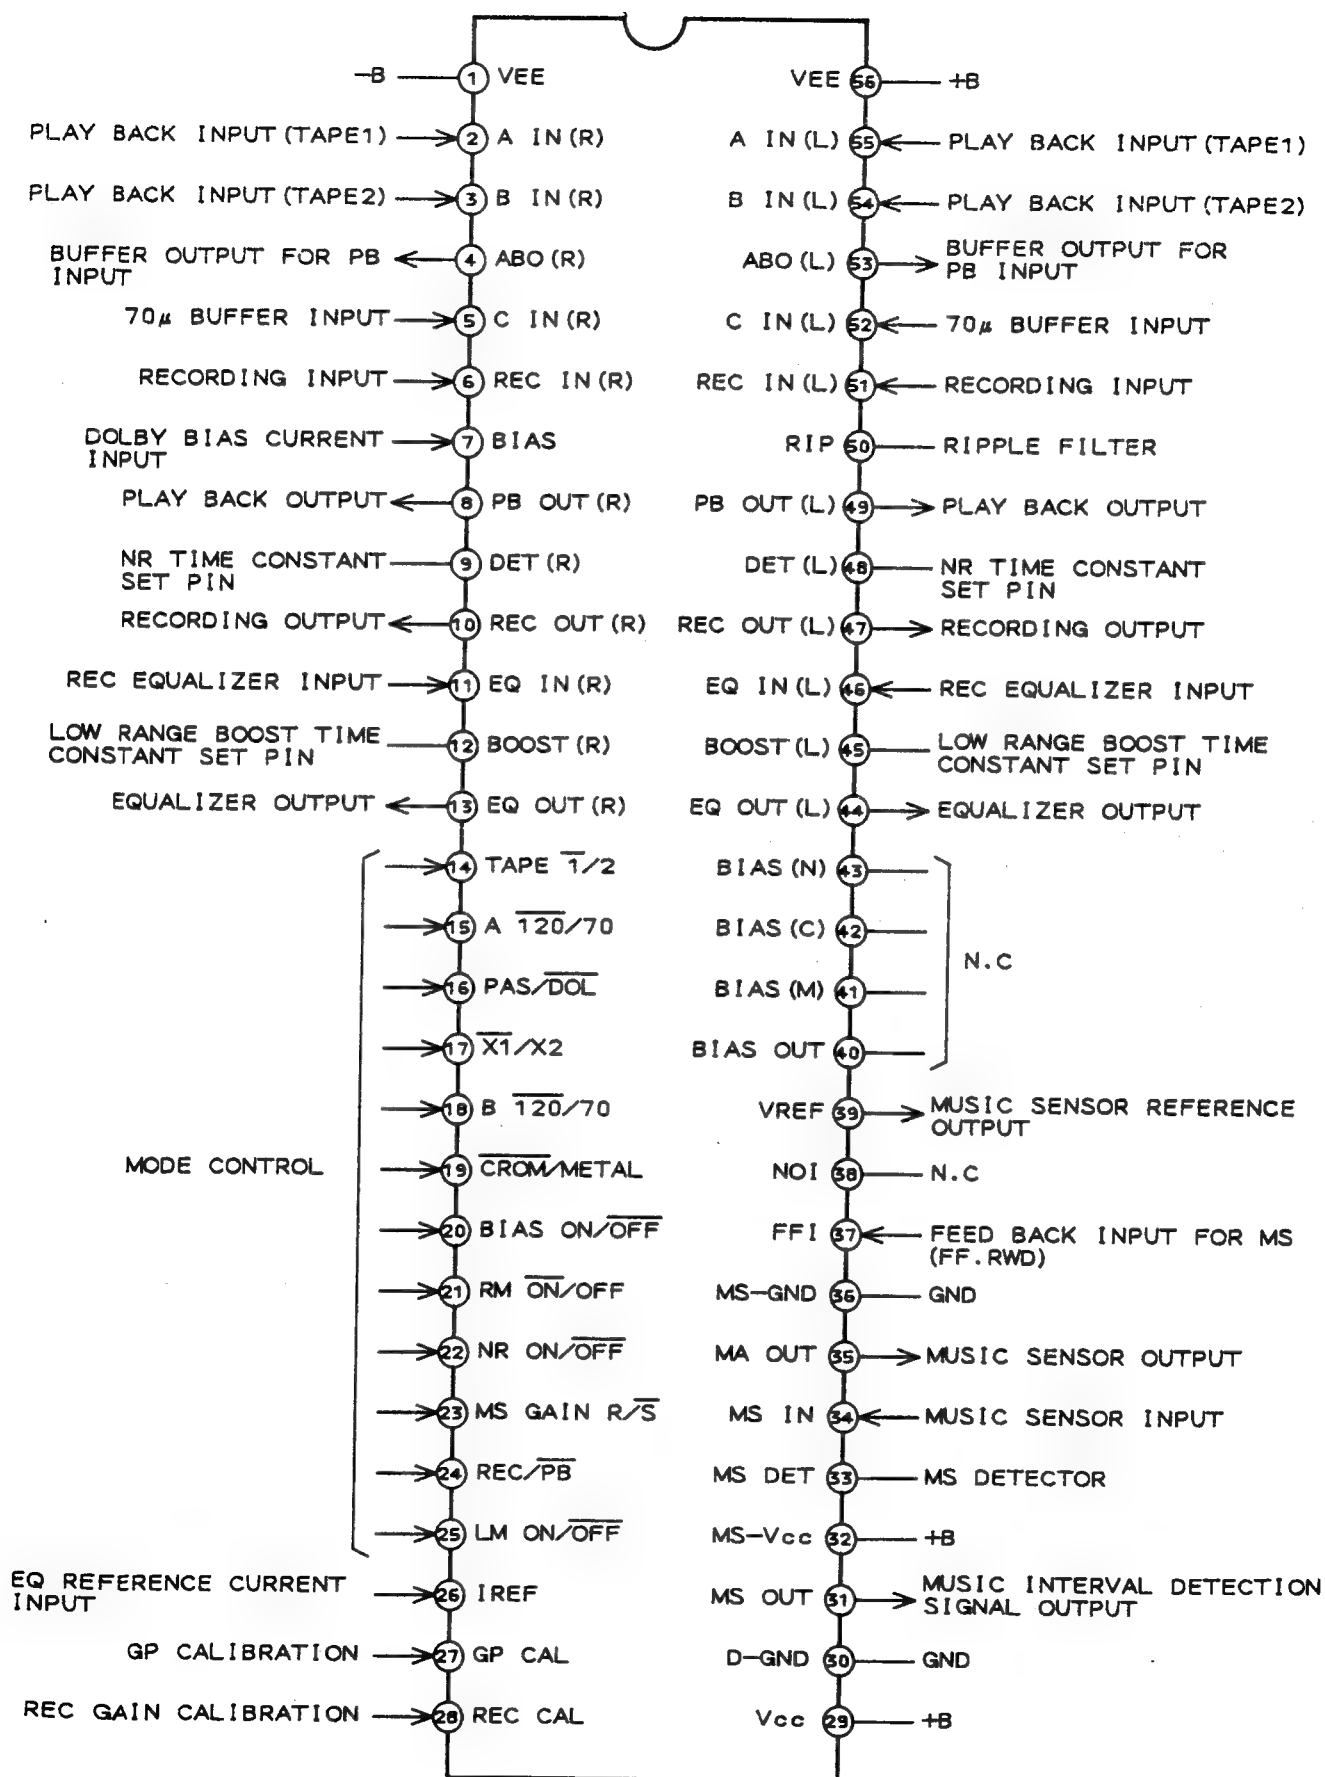 -B 1 VEE
VEE 56 +B
PLAY BACK INPUT(TAPE1) 2 A IN(R)
A IN(L) 55 PLAY BACK INPUT(TAPE1)
PLAY BACK INPUT(TAPE2) 3 B IN(R)
B IN(L) 54 PLAY BACK INPUT(TAPE2)
BUFFER OUTPUT FOR PB
INPUT
4 ABO(R)
ABO(L) 53
BUFFER OUTPUT FOR
PB INPUT
70μ BUFFER INPUT 5 C IN(R)
C IN(L) 52 70μ BUFFER INPUT
RECORDING INPUT 6 REC IN(R)
REC IN(L) 51 RECORDING INPUT
DOLBY BIAS CURRENT
INPUT
7 BIAS
RIP 50 RIPPLE FILTER
PLAY BACK OUTPUT 8 PB OUT(R)
PB OUT(L) 49 PLAY BACK OUTPUT
NR TIME CONSTANT
SET PIN
9 DET(R)
DET(L) 48
NR TIME CONSTANT
SET PIN
RECORDING OUTPUT 10 REC OUT(R)
REC OUT(L) 47 RECORDING OUTPUT
REC EQUALIZER INPUT 11 EQ IN(R)
EQ IN(L) 46 REC EQUALIZER INPUT
LOW RANGE BOOST TIME
CONSTANT SET PIN
12 BOOST(R)
BOOST(L) 45
LOW RANGE BOOST TIME
CONSTANT SET PIN
EQUALIZER OUTPUT 13 EQ OUT(R)
EQ OUT(L) 44 EQUALIZER OUTPUT
14 TAPE 1̅/2
BIAS(N) 43
15 A 1̅2̅0̅/70
BIAS(C) 42
N.C
16 PAS/D̅O̅L̅
BIAS(M) 41
17 X̅1̅/X2
BIAS OUT 40
18 B 1̅2̅0̅/70
VREF 39
MUSIC SENSOR REFERENCE
OUTPUT
MODE CONTROL
19 C̅R̅O̅M̅/METAL
NOI 38 N.C
20 BIAS ON/O̅F̅F̅
FFI 37
FEED BACK INPUT FOR MS
(FF.RWD)
21 RM O̅N̅/OFF
MS-GND 36 GND
22 NR ON/O̅F̅F̅
MA OUT 35 MUSIC SENSOR OUTPUT
23 MS GAIN R/S̅
MS IN 34 MUSIC SENSOR INPUT
24 REC/P̅B̅
MS DET 33 MS DETECTOR
25 LM ON/O̅F̅F̅
MS-Vcc 32 +B
EQ REFERENCE CURRENT
INPUT
26 IREF
MS OUT 31
MUSIC INTERVAL DETECTION
SIGNAL OUTPUT
GP CALIBRATION 27 GP CAL
D-GND 30 GND
REC GAIN CALIBRATION 28 REC CAL
Vcc 29 +B